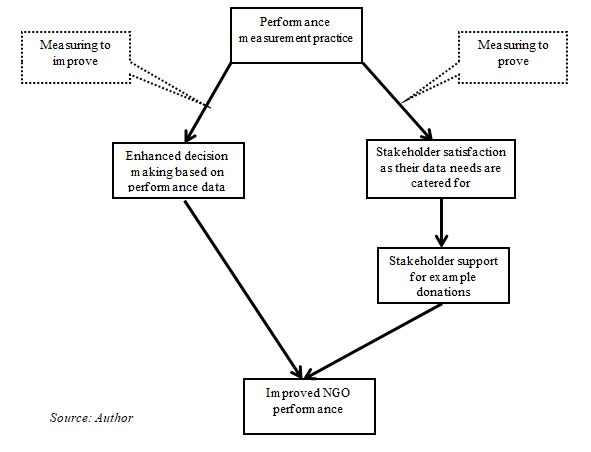 Performance
measurement practice
Measuring to
improve
Measuring to
prove
Enhanced decision
making based on
performance data
Stakeholder satisfaction
as their data needs are
catered for
Stakeholder support
for example
donations
Improved NGO
performance
Source: Author